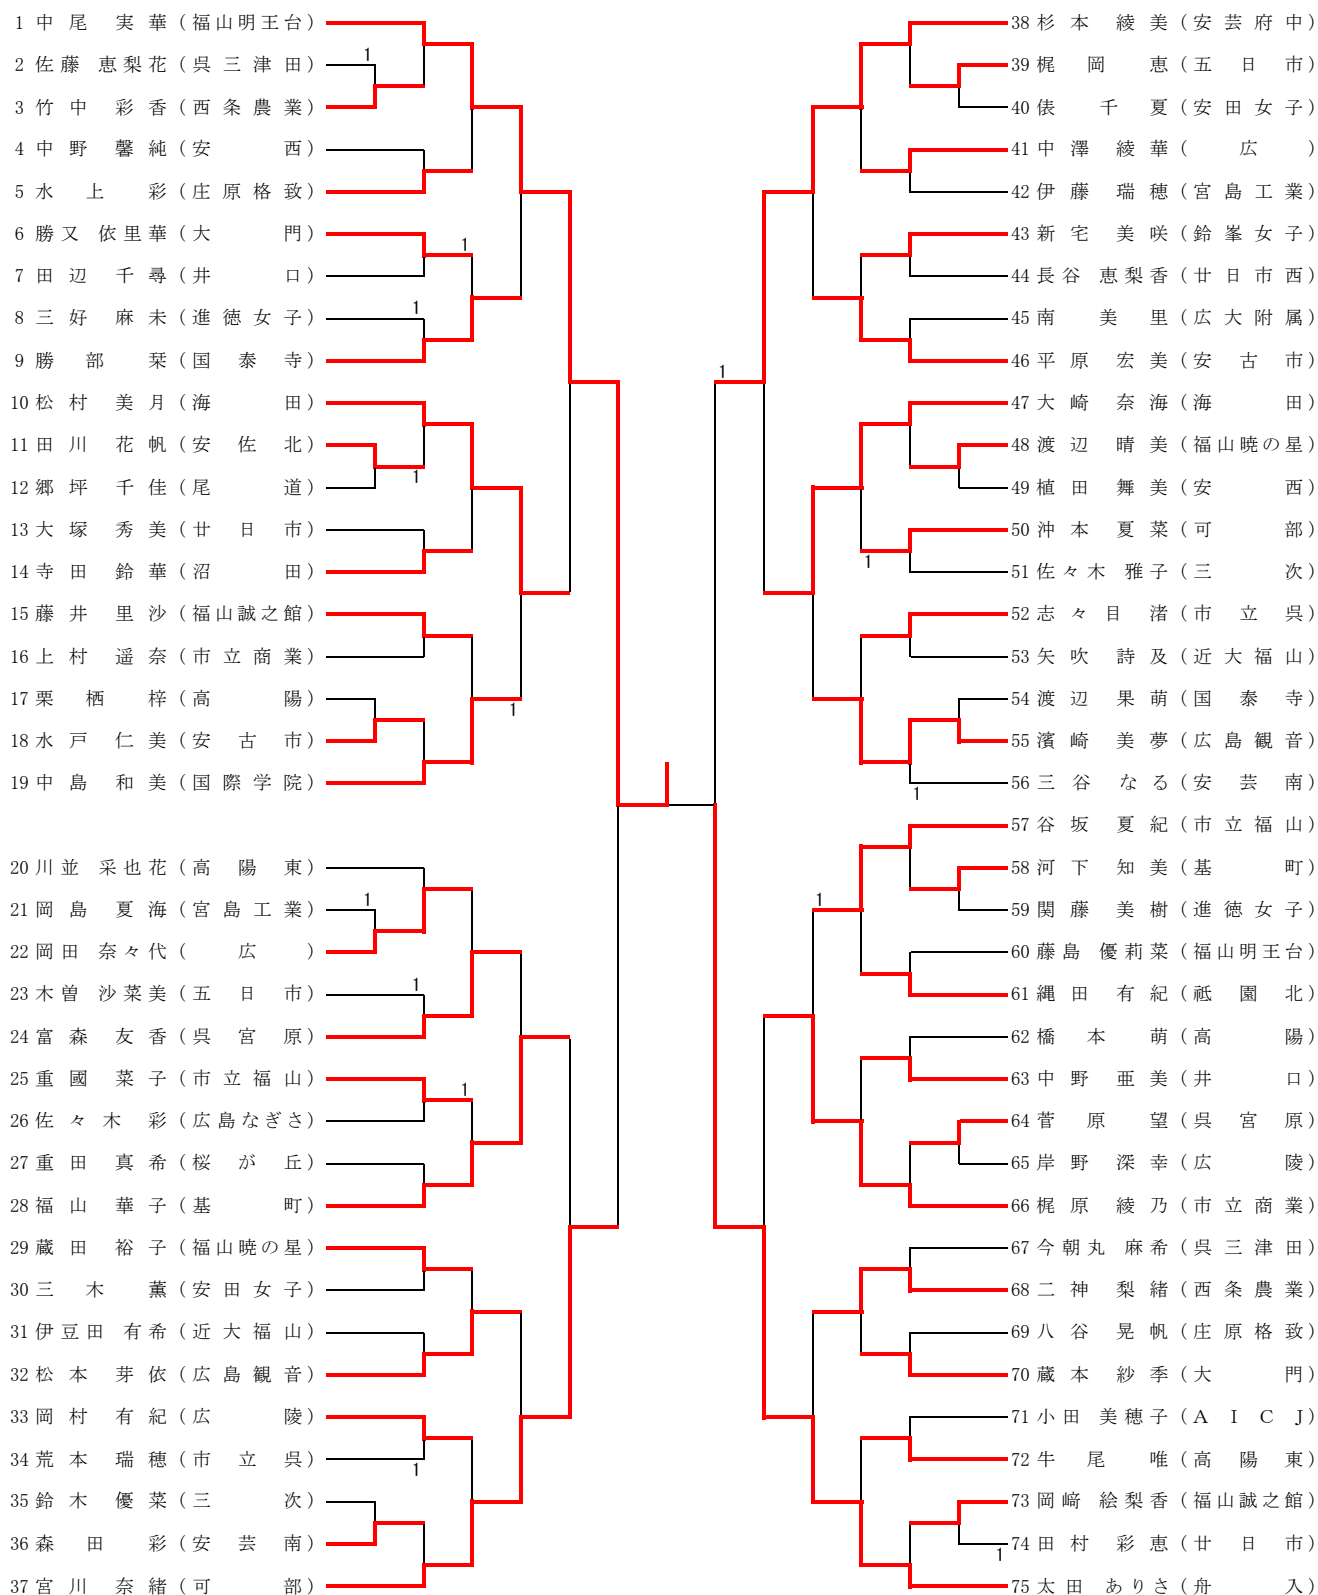 1 中尾 実華 (福山明王台)
1
2 佐藤 恵梨花 (呉三津田)
3 竹中 彩香 (西条農業)
4 中野 馨純 (安西)
5 水上 彩 (庄原格致)
6 勝又 依里華 (大門)
1
7 田辺 千尋 (井口)
1
8 三好 麻未 (進徳女子)
9 勝部 栞 (国泰寺)
10 松村 美月 (海田)
11 田川 花帆 (安佐北)
1
12 郷坪 千佳 (尾道)
13 大塚 秀美 (廿日市)
14 寺田 鈴華 (沼田)
15 藤井 里沙 (福山誠之館)
16 上村 遥奈 (市立商業)
17 栗栖 梓 (高陽)
1
18 水戸 仁美 (安古市)
19 中島 和美 (国際学院)
20 川並 采也花 (高陽東)
1
21 岡島 夏海 (宮島工業)
22 岡田 奈々代 (広)
1
23 木曽 沙菜美 (五日市)
24 富森 友香 (呉宮原)
25 重國 菜子 (市立福山)
1
26 佐々木 彩 (広島なぎさ)
27 重田 真希 (桜が丘)
28 福山 華子 (基町)
29 蔵田 裕子 (福山暁の星)
30 三木 薫 (安田女子)
31 伊豆田 有希 (近大福山)
32 松本 芽依 (広島観音)
33 岡村 有紀 (広陵)
34 荒本 瑞穂 (市立呉)
1
35 鈴木 優菜 (三次)
36 森田 彩 (安芸南)
37 宮川 奈緒 (可部)
38 杉本 綾美 (安芸府中)
39 梶岡 恵 (五日市)
40 俵 千夏 (安田女子)
41 中澤 綾華 (広)
42 伊藤 瑞穂 (宮島工業)
43 新宅 美咲 (鈴峯女子)
44 長谷 恵梨香 (廿日市西)
45 南 美里 (広大附属)
46 平原 宏美 (安古市)
1
47 大崎 奈海 (海田)
48 渡辺 晴美 (福山暁の星)
49 植田 舞美 (安西)
50 沖本 夏菜 (可部)
1
51 佐々木 雅子 (三次)
52 志々目 渚 (市立呉)
53 矢吹 詩及 (近大福山)
54 渡辺 果萌 (国泰寺)
55 濱崎 美夢 (広島観音)
56 三谷 なる (安芸南)
1
57 谷坂 夏紀 (市立福山)
58 河下 知美 (基町)
1
59 関藤 美樹 (進徳女子)
60 藤島 優莉菜 (福山明王台)
61 縄田 有紀 (祗園北)
62 橋本 萌 (高陽)
63 中野 亜美 (井口)
64 菅原 望 (呉宮原)
65 岸野 深幸 (広陵)
66 梶原 綾乃 (市立商業)
67 今朝丸 麻希 (呉三津田)
68 二神 梨緒 (西条農業)
69 八谷 晃帆 (庄原格致)
70 蔵本 紗季 (大門)
71 小田 美穂子 (AICJ)
72 牛尾 唯 (高陽東)
73 岡﨑 絵梨香 (福山誠之館)
74 田村 彩恵 (廿日市)
1
75 太田 ありさ (舟入)